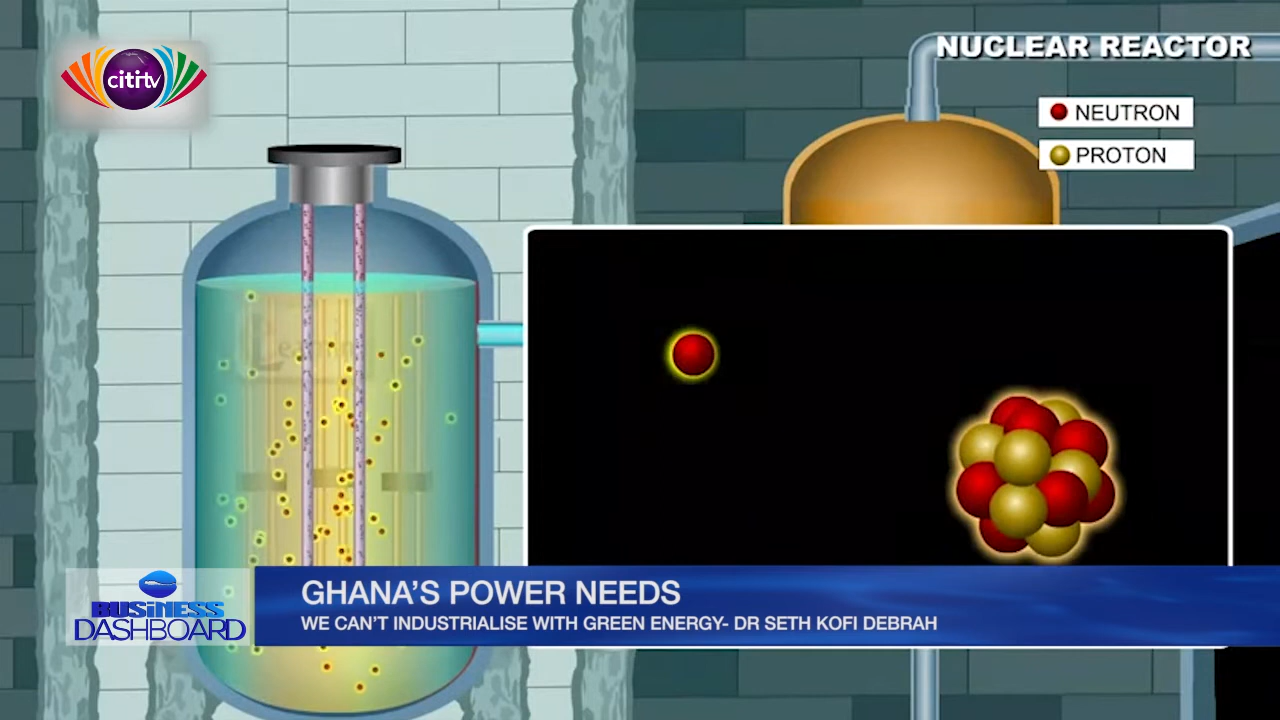 citi tv
NUCLEAR REACTOR
NEUTRON
PROTON
GHANA'S POWER NEEDS
WE CAN'T INDUSTRIALISE WITH GREEN ENERGY- DR SETH KOFI DEBRAH
BUSINESS
DASHBOARD